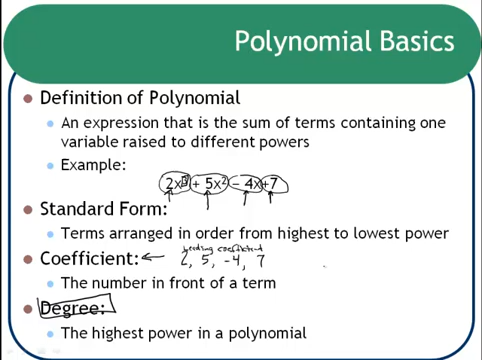 Polynomial Basics
Definition of Polynomial
An expression that is the sum of terms containing one
variable raised to different powers
Example:
2x³ + 5x² – 4x + 7
Standard Form:
Terms arranged in order from highest to lowest power
leading coefficient
Coefficient: ← 2, 5, -4, 7
The number in front of a term
Degree:
The highest power in a polynomial